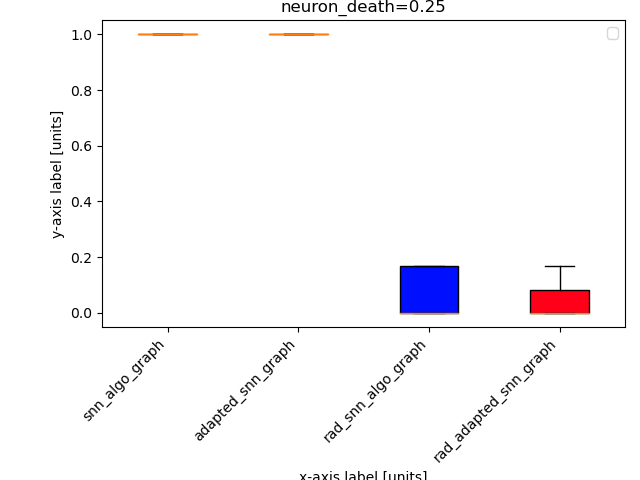 neuron_death=0.25
1.0
0.8
0.6
0.4
0.2
0.0
y-axis label [units]
snn_algo_graph
adapted_snn_graph
rad_snn_algo_graph
rad_adapted_snn_graph
x-axis label [units]